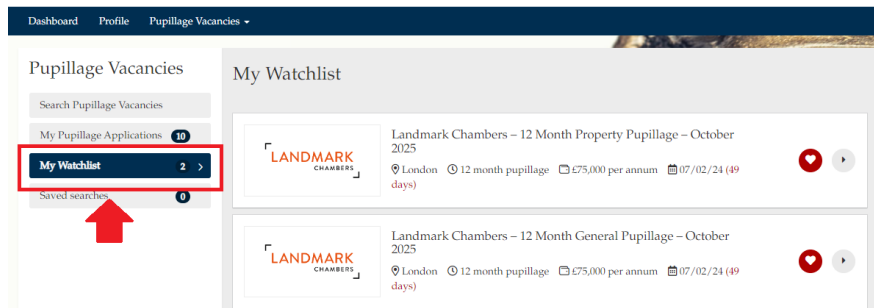 Dashboard Profile Pupillage Vacancies
Pupillage Vacancies
Search Pupillage Vacancies
My Pupillage Applications 10
My Watchlist 2
Saved searches 0
My Watchlist
LANDMARK
CHAMBERS
Landmark Chambers – 12 Month Property Pupillage – October
2025
London 12 month pupillage £75,000 per annum 07/02/24 (49
days)
LANDMARK
CHAMBERS
Landmark Chambers – 12 Month General Pupillage – October
2025
London 12 month pupillage £75,000 per annum 07/02/24 (49
days)